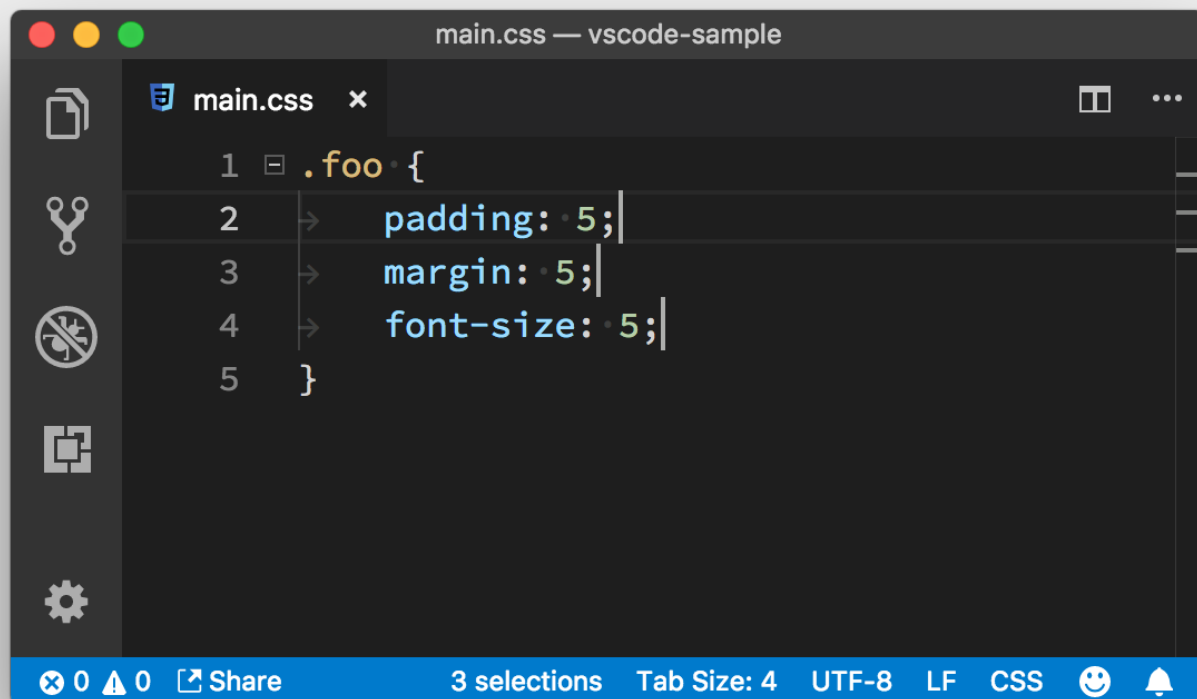 main.css — vscode-sample
main.css
1 .foo {
2 padding: 5;
3 margin: 5;
4 font-size: 5;
5 }
0 0 Share 3 selections Tab Size: 4 UTF-8 LF CSS